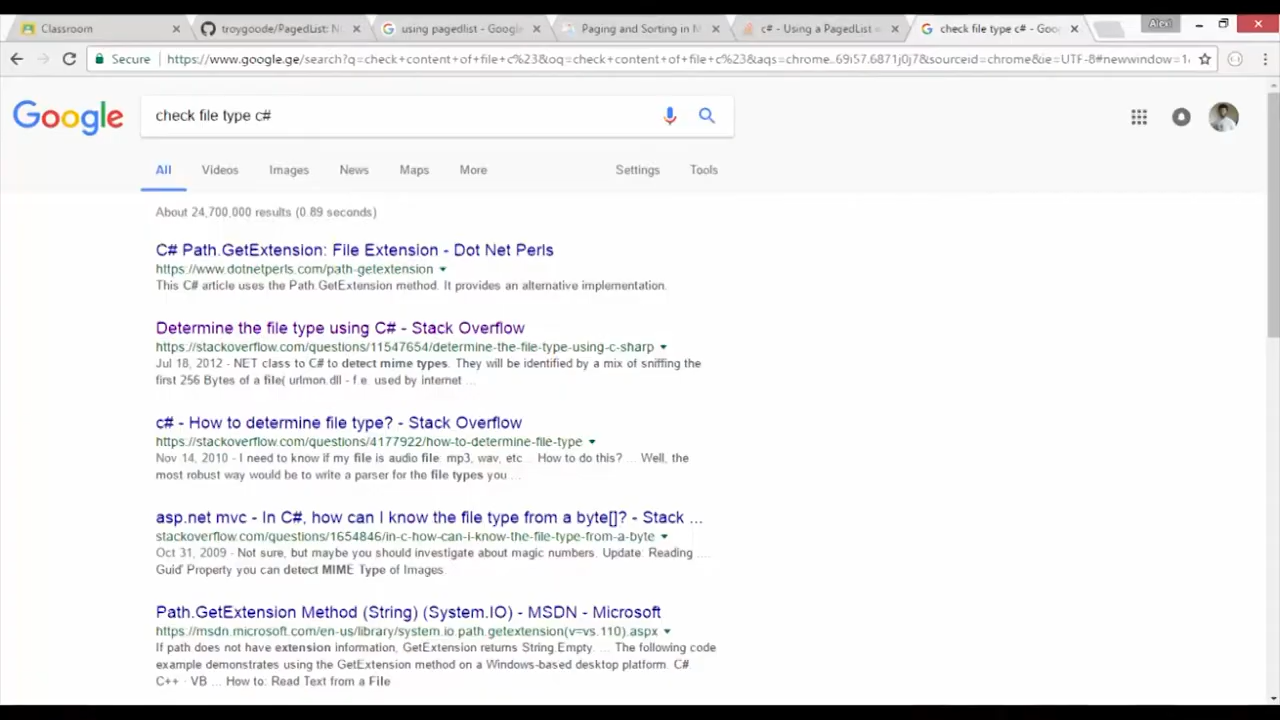 Classroom
troygoode/PagedList: N
using pagedlist - Google
Paging and Sorting in M
c# - Using a PagedList
check file type c# - Goo
Alexi
Secure
https://www.google.ge/search?q=check+content+of+file+c%23&oq=check+content+of+file+c%23&aqs=chrome..69i57.6871j0j7&sourceid=chrome&ie=UTF-8#newwindow=1
Google
check file type c#
All
Videos
Images
News
Maps
More
Settings
Tools
About 24,700,000 results (0.89 seconds)
C# Path.GetExtension: File Extension - Dot Net Perls
https://www.dotnetperls.com/path-getextension
This C# article uses the Path.GetExtension method. It provides an alternative implementation.
Determine the file type using C# - Stack Overflow
https://stackoverflow.com/questions/11547654/determine-the-file-type-using-c-sharp
Jul 18, 2012 - NET class to C# to detect mime types. They will be identified by a mix of sniffing the
first 256 Bytes of a file( urlmon.dll - f.e. used by internet ...
c# - How to determine file type? - Stack Overflow
https://stackoverflow.com/questions/4177922/how-to-determine-file-type
Nov 14, 2010 - I need to know if my file is audio file: mp3, wav, etc... How to do this? ... Well, the
most robust way would be to write a parser for the file types you ...
asp.net mvc - In C#, how can I know the file type from a byte[]? - Stack ...
stackoverflow.com/questions/1654846/in-c-how-can-i-know-the-file-type-from-a-byte
Oct 31, 2009 - Not sure, but maybe you should investigate about magic numbers. Update: Reading ....
Guid' Property you can detect MIME Type of Images.
Path.GetExtension Method (String) (System.IO) - MSDN - Microsoft
https://msdn.microsoft.com/en-us/library/system.io.path.getextension(v=vs.110).aspx
If path does not have extension information, GetExtension returns String.Empty. ... The following code
example demonstrates using the GetExtension method on a Windows-based desktop platform. C#
C++ · VB ... How to: Read Text from a File